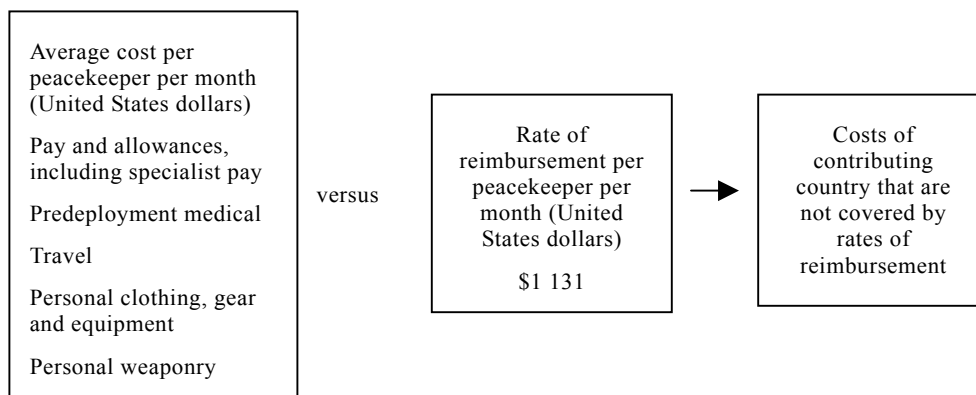 Average cost per
peacekeeper per month
(United States dollars)
Pay and allowances,
including specialist pay
Predeployment medical
Travel
Personal clothing, gear
and equipment
Personal weaponry
versus
Rate of
reimbursement per
peacekeeper per
month (United
States dollars)
$1 131
Costs of
contributing
country that are
not covered by
rates of
reimbursement